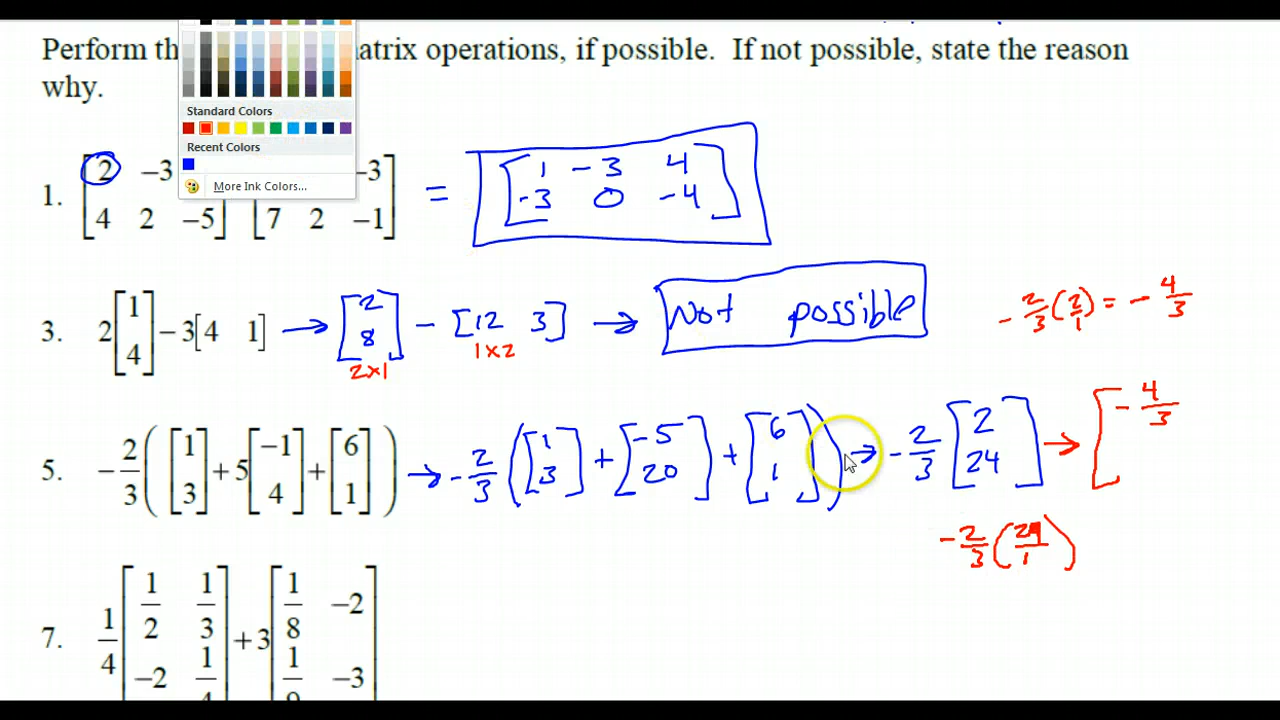 Perform th atrix operations, if possible. If not possible, state the reason
why.
Standard Colors
Recent Colors
More Ink Colors...
1. [2 −3 −3] = [1 −3 4
4 2 −5] [7 2 −1] −3 0 −4]
3. 2[1 4] − 3[4 1] → [2 8] − [12 3] → Not possible
2x1 1x2
-2/3(2/1) = -4/3
5. −2/3([1 3] + 5[−1 4] + [6 1]) → -2/3([1 3] + [-5 20] + [6 1]) → -2/3[2 24] → [-4/3
-2/3(24/1)
7. 1/4[1/2 1/3 −2 1/4] + 3[1/8 −2 1/9 −3]